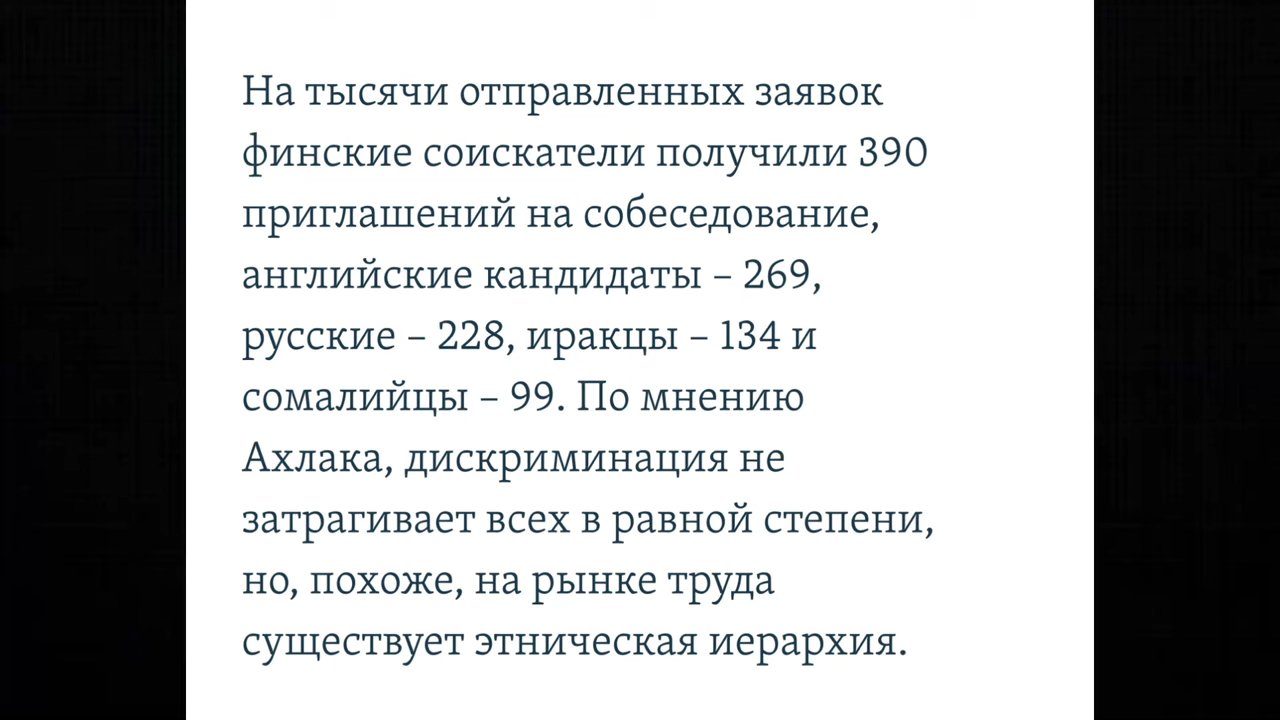 На тысячи отправленных заявок
финские соискатели получили 390
приглашений на собеседование,
английские кандидаты – 269,
русские – 228, иракцы – 134 и
сомалийцы – 99. По мнению
Ахлака, дискриминация не
затрагивает всех в равной степени,
но, похоже, на рынке труда
существует этническая иерархия.